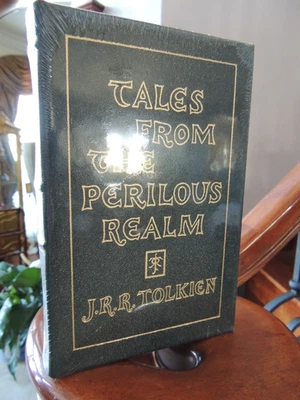 TALES
FROM
THE
PERILOUS
REALM
J.R.R. TOLKIEN